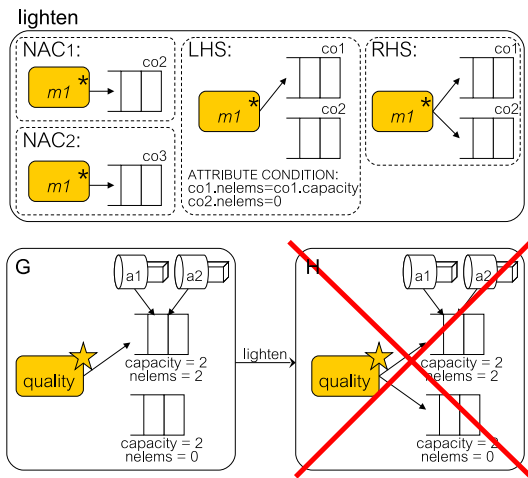 lighten
NAC1:
co2
m1
*
NAC2:
co3
m1
*
LHS:
co1
m1
*
co2
ATTRIBUTE CONDITION:
co1.nelems=co1.capacity
co2.nelems=0
RHS:
co1
m1
*
co2
G
a1
a2
quality
capacity = 2
nelems = 2
capacity = 2
nelems = 0
lighten
H
a1
a2
quality
capacity = 2
nelems = 2
capacity = 2
nelems = 0